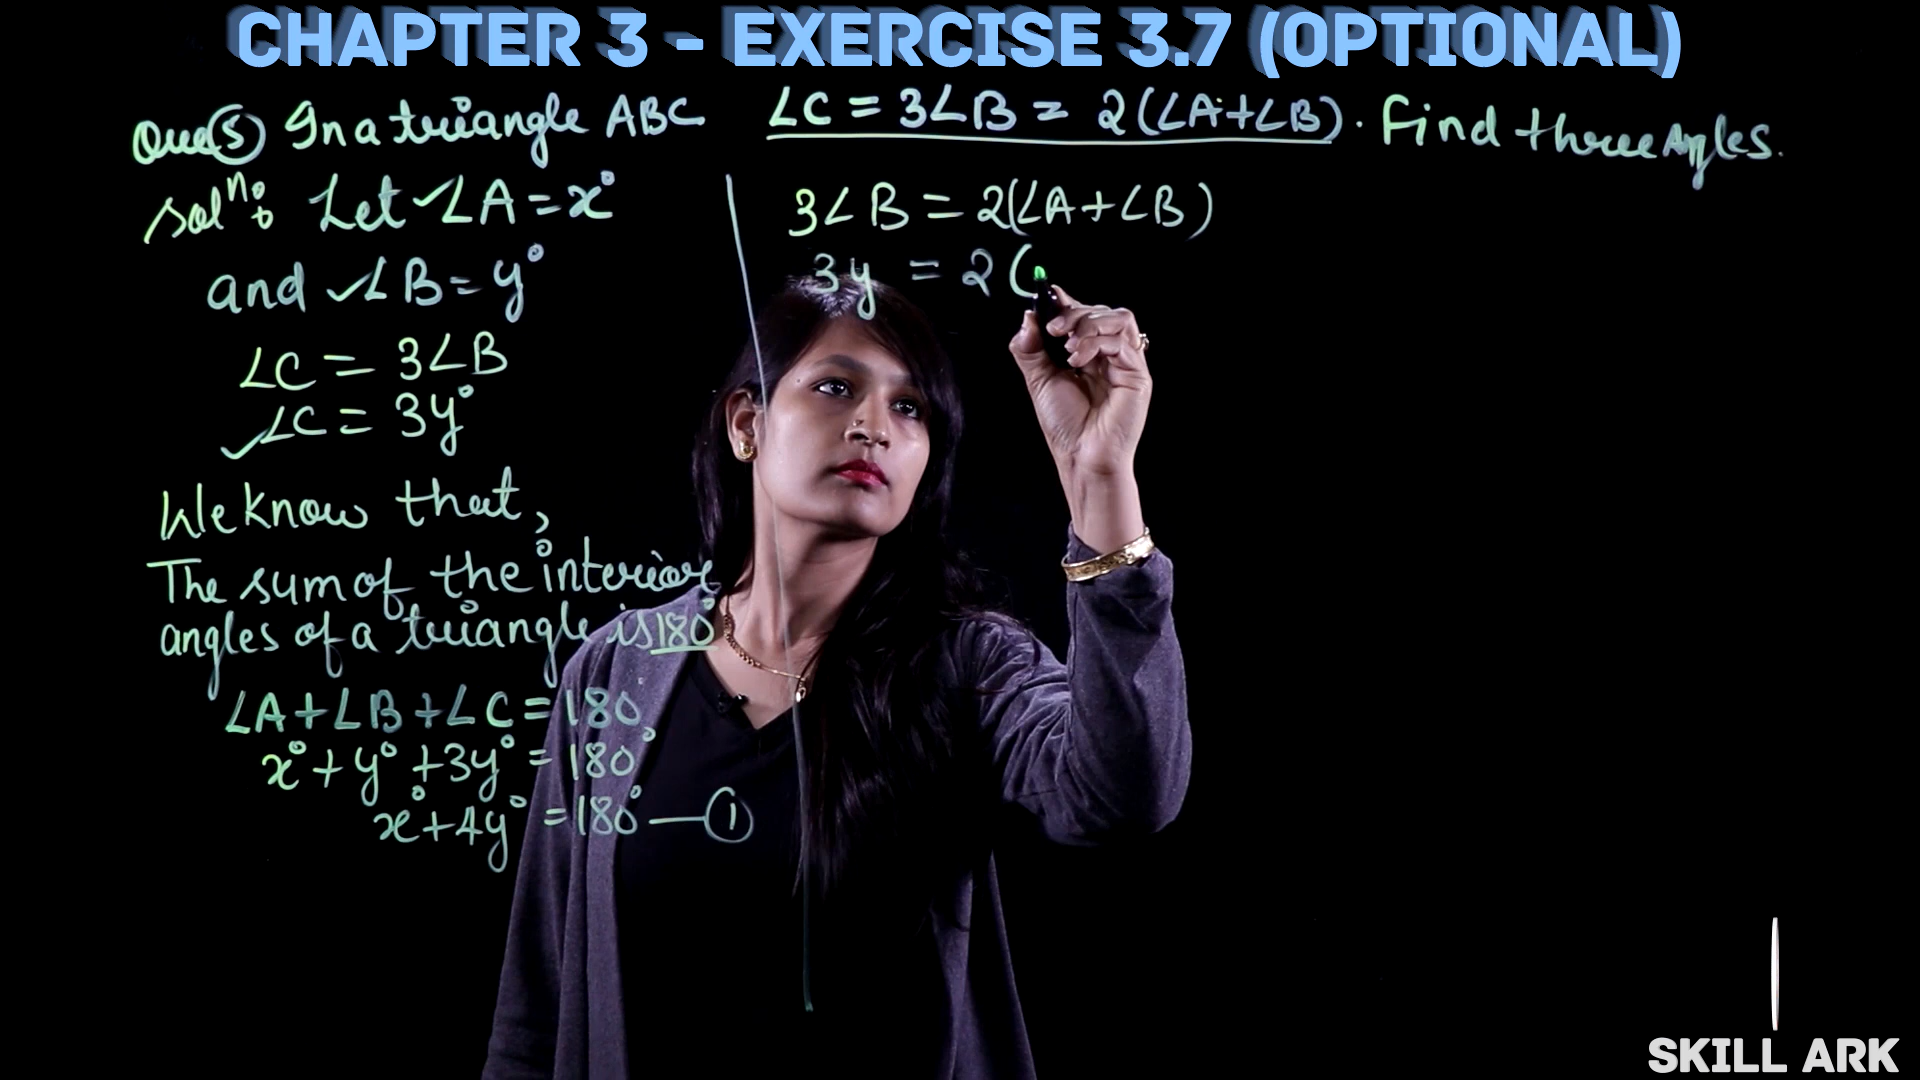 CHAPTER 3 - EXERCISE 3.7 (OPTIONAL)
Que(5) In a triangle ABC ∠C = 3∠B = 2(∠A+∠B). Find three Angles.
Solⁿ: Let ✓∠A = x°
and ✓∠B = y°
∠C = 3∠B
✓∠C = 3y°
We know that,
The sum of the interior
angles of a triangle is 180°
∠A+∠B+∠C = 180°
x°+y°+3y° = 180°
x°+4y° = 180° — ①
3∠B = 2(∠A+∠B)
3y = 2(
SKILL ARK